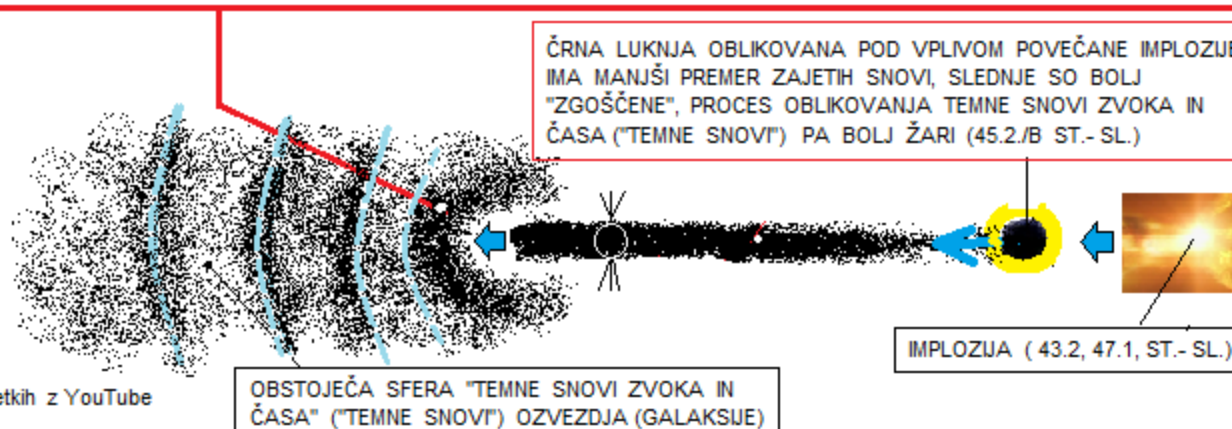 ČRNA LUKNJA OBLIKOVANA POD VPLIVOM POVEČANE IMPLOZIJE
IMA MANJŠI PREMER ZAJETIH SNOVI, SLEDNJE SO BOLJ
"ZGOŠČENE", PROCES OBLIKOVANJA TEMNE SNOVI ZVOKA IN
ČASA ("TEMNE SNOVI") PA BOLJ ŽARI (45.2./B ST.- SL.)
IMPLOZIJA ( 43.2, 47.1, ST.- SL.)
z YouTube
OBSTOJEČA SFERA "TEMNE SNOVI ZVOKA IN
ČASA" ("TEMNE SNOVI") OZVEZDJA (GALAKSIJE)